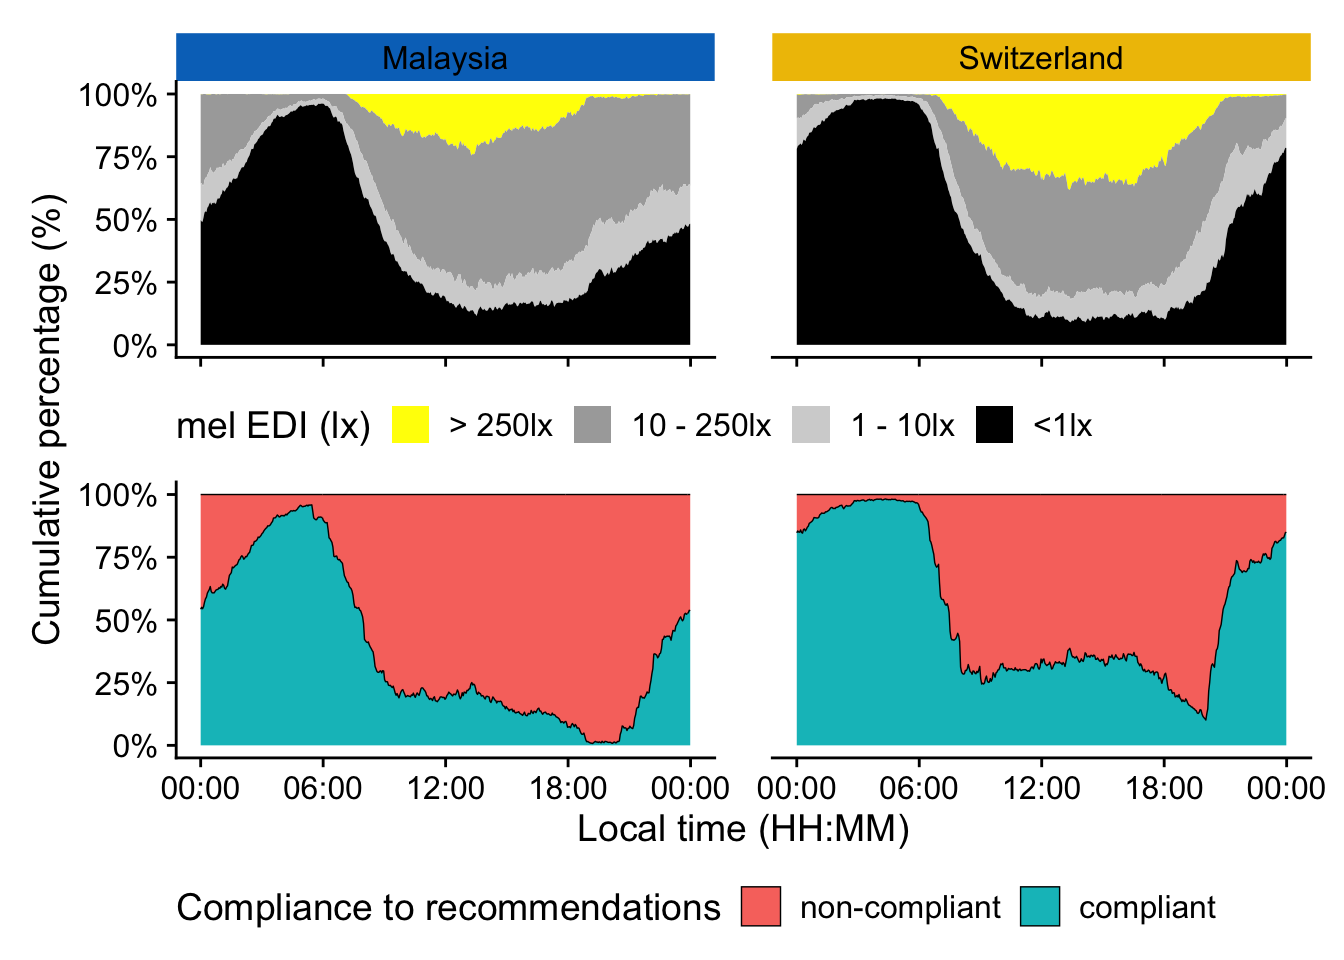 Malaysia
Switzerland
100%
75%
50%
25%
0%
Cumulative percentage (%)
mel EDI (lx) > 250lx 10 - 250lx 1 - 10lx <1lx
100%
75%
50%
25%
0%
00:00 06:00 12:00 18:00 00:00 00:00 06:00 12:00 18:00 00:00
Local time (HH:MM)
Compliance to recommendations non-compliant compliant